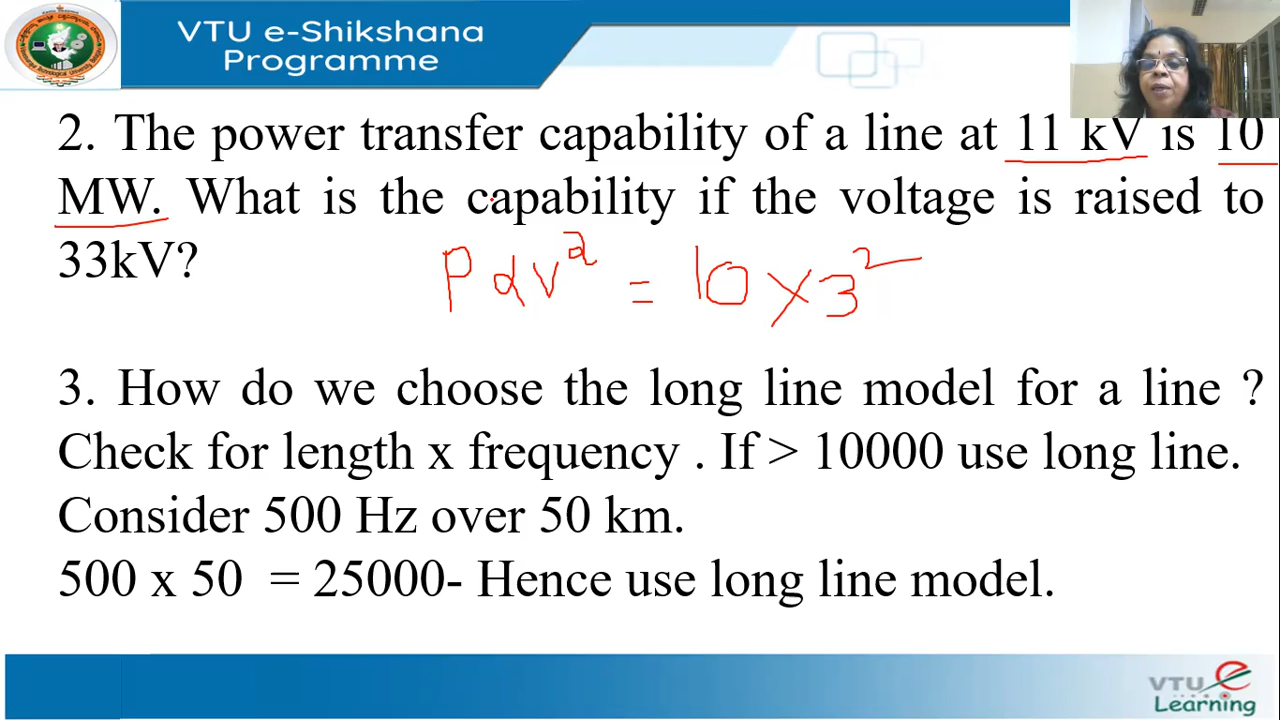 VTU e-Shikshana
Programme
2. The power transfer capability of a line at 11 kV is 10
MW. What is the capability if the voltage is raised to
33kV?
P α V² = 10 × 3²
3. How do we choose the long line model for a line ?
Check for length x frequency . If > 10000 use long line.
Consider 500 Hz over 50 km.
500 x 50 = 25000- Hence use long line model.
VTU e
Learning